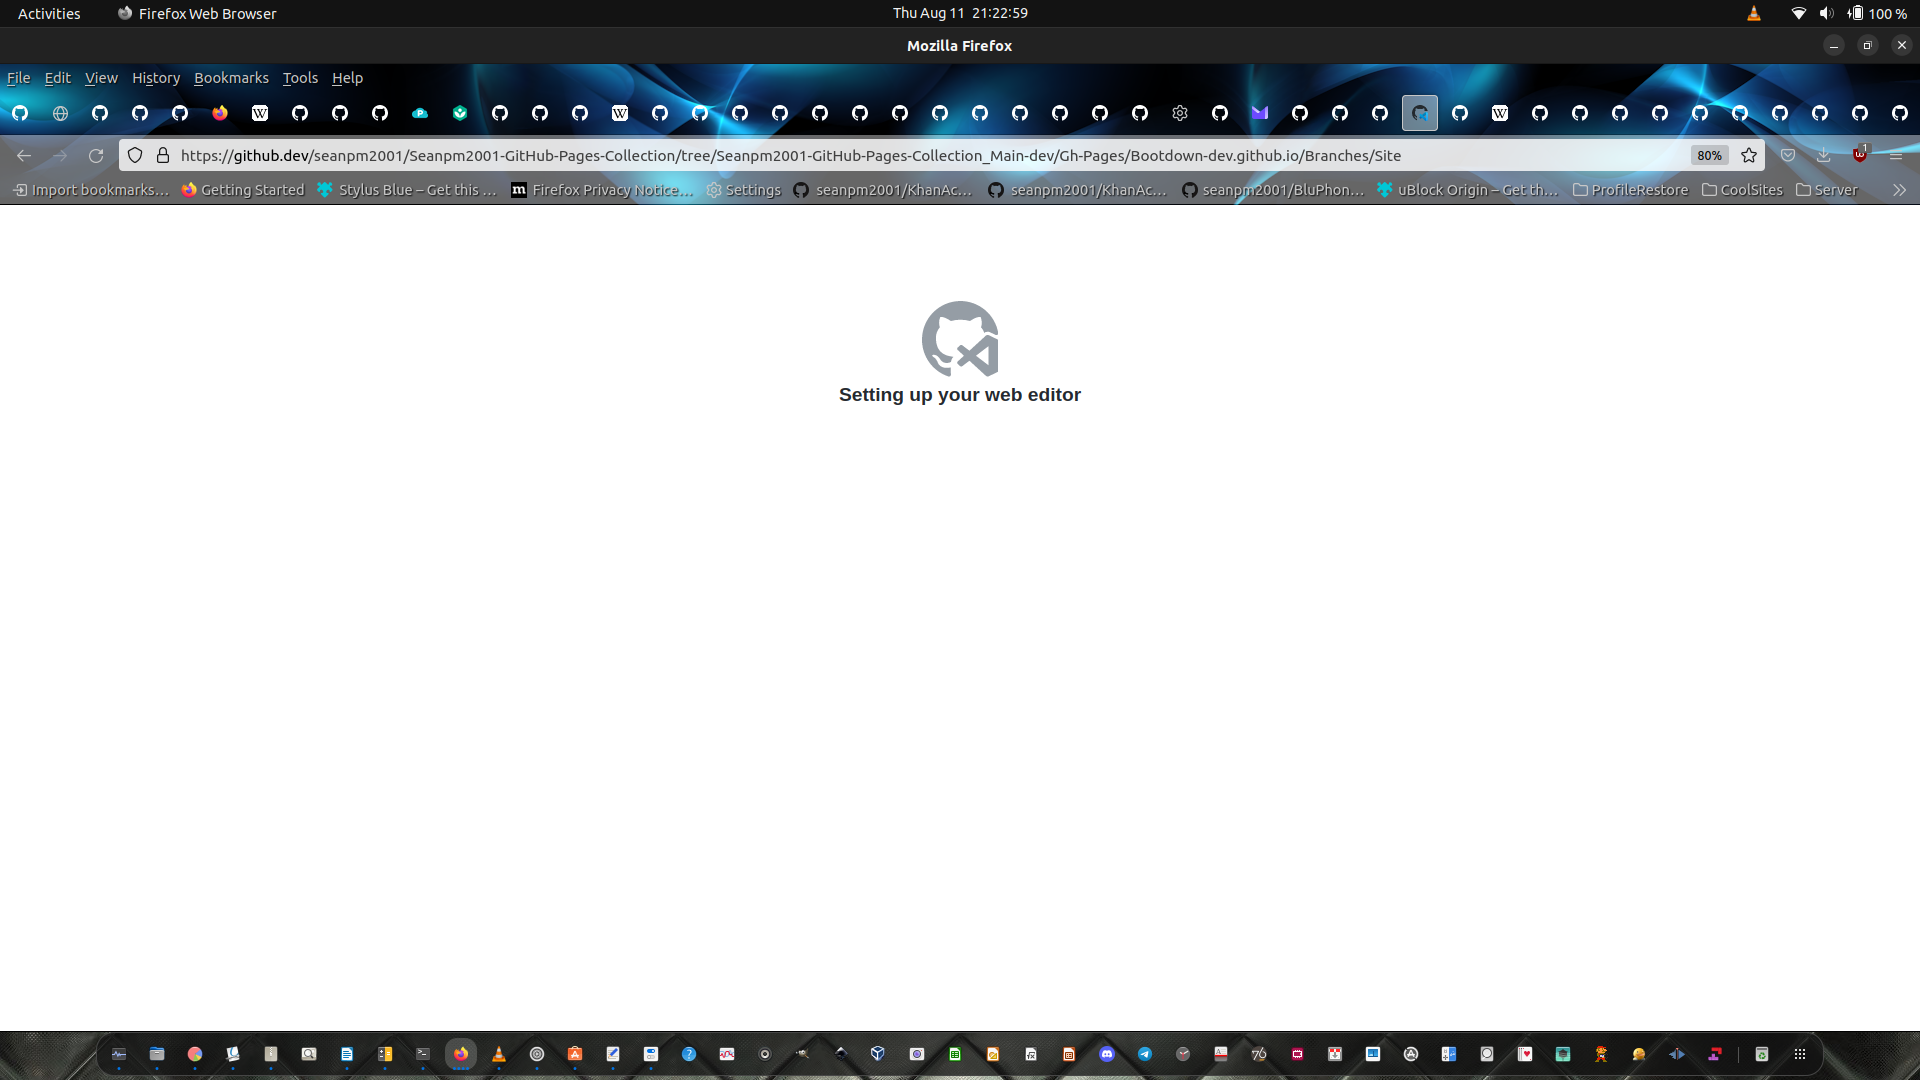 Activities Firefox Web Browser Thu Aug 11 21:22:59 100 %
Mozilla Firefox
File Edit View History Bookmarks Tools Help
https://github.dev/seanpm2001/Seanpm2001-GitHub-Pages-Collection/tree/Seanpm2001-GitHub-Pages-Collection_Main-dev/Gh-Pages/Bootdown-dev.github.io/Branches/Site 80% 1
Import bookmarks… Getting Started Stylus Blue – Get this … Firefox Privacy Notice… Settings seanpm2001/KhanAc… seanpm2001/KhanAc… seanpm2001/BluPhon… uBlock Origin – Get th… ProfileRestore CoolSites Server
Setting up your web editor